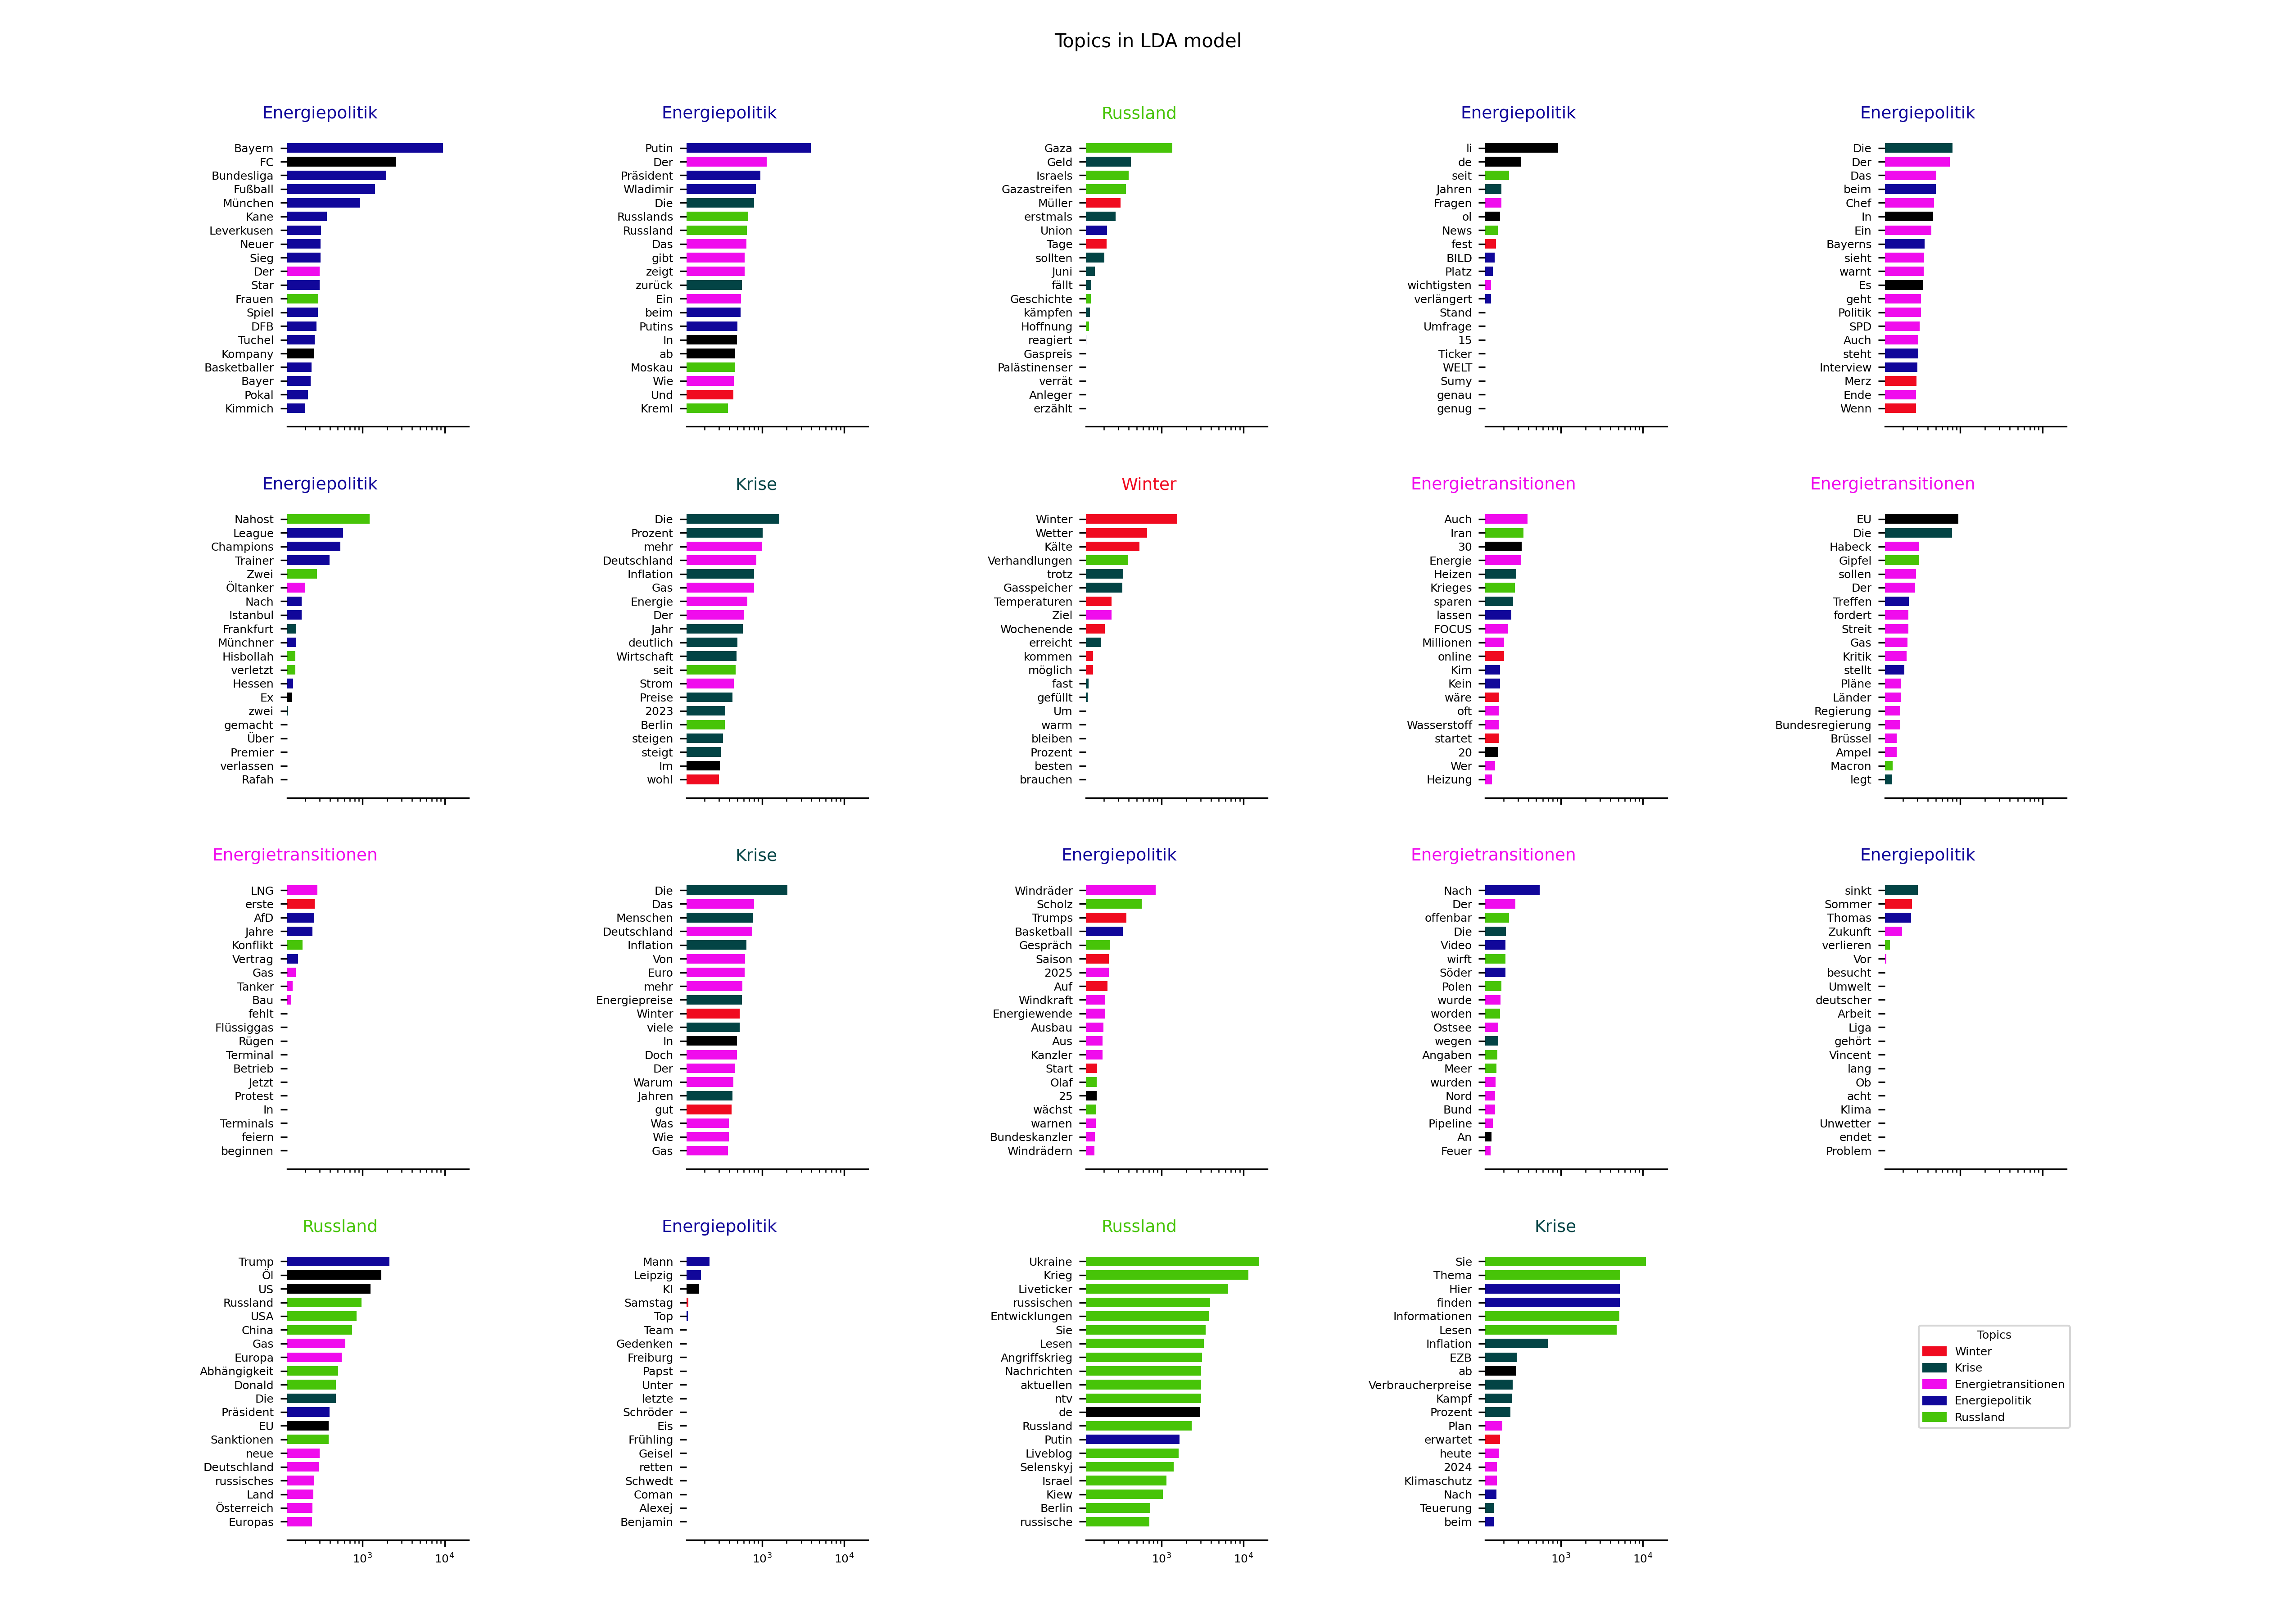 Topics in LDA model
Energiepolitik
Bayern
FC
Bundesliga
Fußball
München
Kane
Leverkusen
Neuer
Sieg
Der
Star
Frauen
Spiel
DFB
Tuchel
Kompany
Basketballer
Bayer
Pokal
Kimmich
Energiepolitik
Putin
Der
Präsident
Wladimir
Die
Russlands
Russland
Das
gibt
zeigt
zurück
Ein
beim
Putins
In
ab
Moskau
Wie
Und
Kreml
Russland
Gaza
Geld
Israels
Gazastreifen
Müller
erstmals
Union
Tage
sollten
Juni
fällt
Geschichte
kämpfen
Hoffnung
reagiert
Gaspreis
Palästinenser
verrät
Anleger
erzählt
Energiepolitik
li
de
seit
Jahren
Fragen
ol
News
fest
BILD
Platz
wichtigsten
verlängert
Stand
Umfrage
15
Ticker
WELT
Sumy
genau
genug
Energiepolitik
Die
Der
Das
beim
Chef
In
Ein
Bayerns
sieht
warnt
Es
geht
Politik
SPD
Auch
steht
Interview
Merz
Ende
Wenn
Energiepolitik
Nahost
League
Champions
Trainer
Zwei
Öltanker
Nach
Istanbul
Frankfurt
Münchner
Hisbollah
verletzt
Hessen
Ex
zwei
gemacht
Über
Premier
verlassen
Rafah
Krise
Die
Prozent
mehr
Deutschland
Inflation
Gas
Energie
Der
Jahr
deutlich
Wirtschaft
seit
Strom
Preise
2023
Berlin
steigen
steigt
Im
wohl
Winter
Winter
Wetter
Kälte
Verhandlungen
trotz
Gasspeicher
Temperaturen
Ziel
Wochenende
erreicht
kommen
möglich
fast
gefüllt
Um
warm
bleiben
Prozent
besten
brauchen
Energietransitionen
Auch
Iran
30
Energie
Heizen
Krieges
sparen
lassen
FOCUS
Millionen
online
Kim
Kein
wäre
oft
Wasserstoff
startet
20
Wer
Heizung
Energietransitionen
EU
Die
Habeck
Gipfel
sollen
Der
Treffen
fordert
Streit
Gas
Kritik
stellt
Pläne
Länder
Regierung
Bundesregierung
Brüssel
Ampel
Macron
legt
Energietransitionen
LNG
erste
AfD
Jahre
Konflikt
Vertrag
Gas
Tanker
Bau
fehlt
Flüssiggas
Rügen
Terminal
Betrieb
Jetzt
Protest
In
Terminals
feiern
beginnen
Krise
Die
Das
Menschen
Deutschland
Inflation
Von
Euro
mehr
Energiepreise
Winter
viele
In
Doch
Der
Warum
Jahren
gut
Was
Wie
Gas
Energiepolitik
Windräder
Scholz
Trumps
Basketball
Gespräch
Saison
2025
Auf
Windkraft
Energiewende
Ausbau
Aus
Kanzler
Start
Olaf
25
wächst
warnen
Bundeskanzler
Windrädern
Energietransitionen
Nach
Der
offenbar
Die
Video
wirft
Söder
Polen
wurde
worden
Ostsee
wegen
Angaben
Meer
wurden
Nord
Bund
Pipeline
An
Feuer
Energiepolitik
sinkt
Sommer
Thomas
Zukunft
verlieren
Vor
besucht
Umwelt
deutscher
Arbeit
Liga
gehört
Vincent
lang
Ob
acht
Klima
Unwetter
endet
Problem
Russland
Trump
Öl
US
Russland
USA
China
Gas
Europa
Abhängigkeit
Donald
Die
Präsident
EU
Sanktionen
neue
Deutschland
russisches
Land
Österreich
Europas
10³ 10⁴
Energiepolitik
Mann
Leipzig
KI
Samstag
Top
Team
Gedenken
Freiburg
Papst
Unter
letzte
Schröder
Eis
Frühling
Geisel
retten
Schwedt
Coman
Alexej
Benjamin
10³ 10⁴
Russland
Ukraine
Krieg
Liveticker
russischen
Entwicklungen
Sie
Lesen
Angriffskrieg
Nachrichten
aktuellen
ntv
de
Russland
Putin
Liveblog
Selenskyj
Israel
Kiew
Berlin
russische
10³ 10⁴
Krise
Sie
Thema
Hier
finden
Informationen
Lesen
Inflation
EZB
ab
Verbraucherpreise
Kampf
Prozent
Plan
erwartet
heute
2024
Klimaschutz
Nach
Teuerung
beim
10³ 10⁴
Topics
Winter
Krise
Energietransitionen
Energiepolitik
Russland